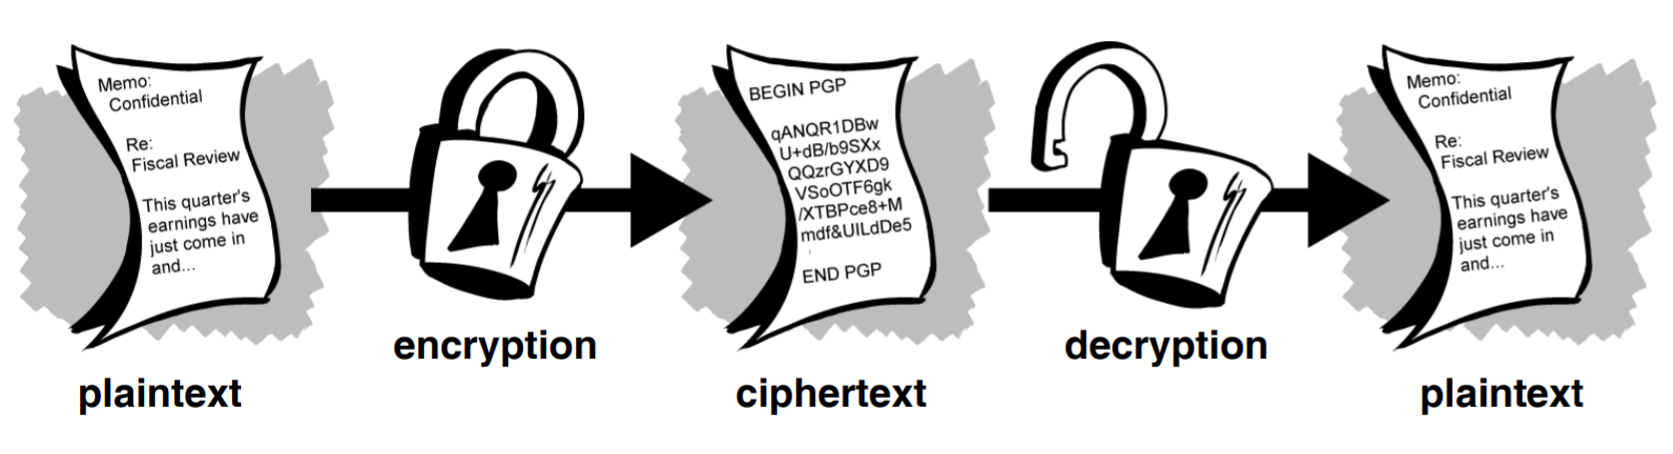 Memo:
Confidential
Re:
Fiscal Review
This quarter's
earnings have
just come in
and...
plaintext
encryption
BEGIN PGP
qANQR1DBw
U+dB/b9SXx
QQzrGYXD9
VSoOTF6gk
/XTBPce8+M
mdf&UILdDe5
END PGP
ciphertext
decryption
Memo:
Confidential
Re:
Fiscal Review
This quarter's
earnings have
just come in
and...
plaintext